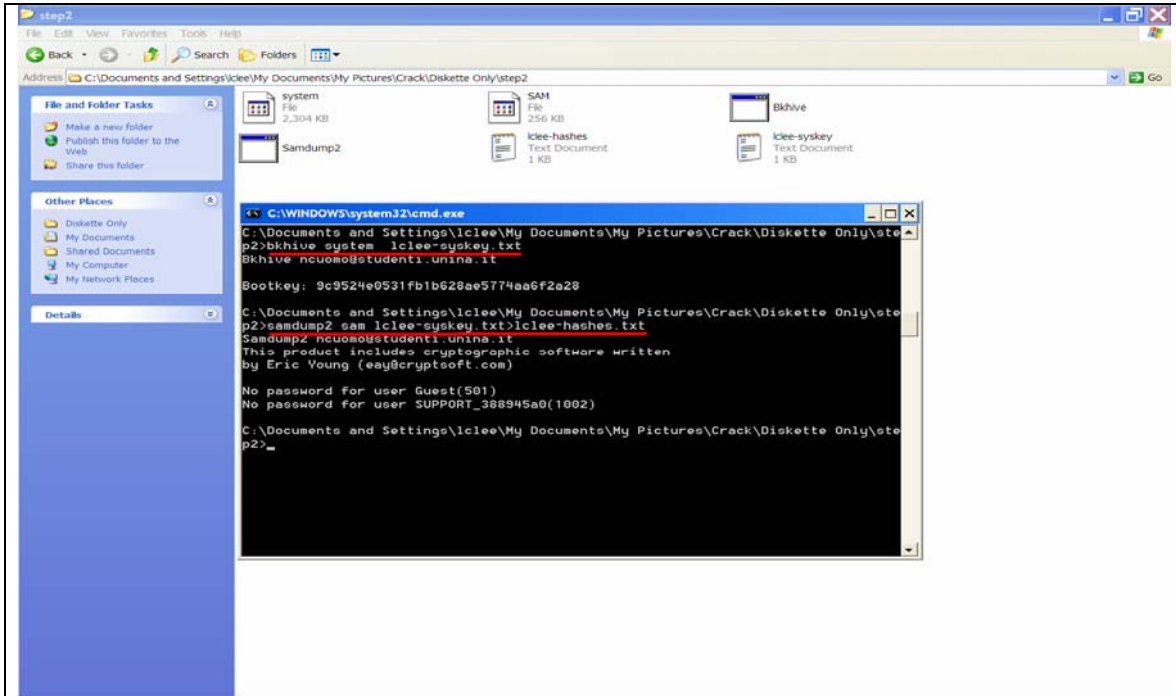 step2
File Edit View Favorites Tools Help
Back Search Folders
Address C:\Documents and Settings\lclee\My Documents\My Pictures\Crack\Diskette Only\step2 Go
File and Folder Tasks
Make a new folder
Publish this folder to the
Web
Share this folder
Other Places
Diskette Only
My Documents
Shared Documents
My Computer
My Network Places
Details
system
File
2,304 KB
SAM
File
256 KB
Bkhive
Samdump2
lclee-hashes
Text Document
1 KB
lclee-syskey
Text Document
1 KB
C:\WINDOWS\system32\cmd.exe
C:\Documents and Settings\lclee\My Documents\My Pictures\Crack\Diskette Only\ste
p2>bkhive system  lclee-syskey.txt
Bkhive ncuomo@studenti.unina.it
Bootkey: 9c9524e0531fb1b628ae5774aa6f2a28
C:\Documents and Settings\lclee\My Documents\My Pictures\Crack\Diskette Only\ste
p2>samdump2 sam lclee-syskey.txt>lclee-hashes.txt
Samdump2 ncuomo@studenti.unina.it
This product includes cryptographic software written
by Eric Young (eay@cryptsoft.com)
No password for user Guest(501)
No password for user SUPPORT_388945a0(1002)
C:\Documents and Settings\lclee\My Documents\My Pictures\Crack\Diskette Only\ste
p2>_